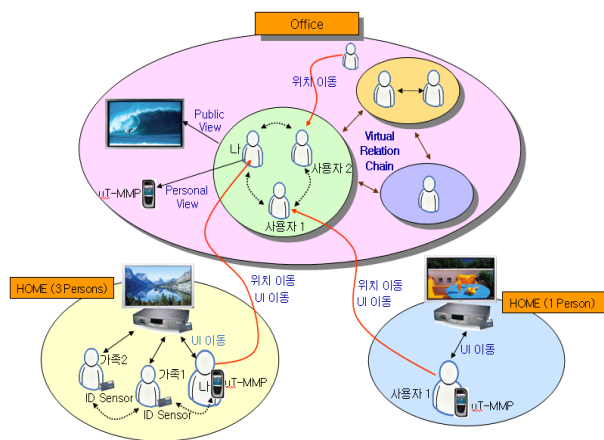 Office
위치 이동
Public
View
나
사용자 2
Virtual
Relation
Chain
uT-MMP
Personal
View
사용자 1
위치 이동
UI 이동
위치 이동
UI 이동
HOME (3 Persons)
HOME (1 Person)
UI 이동
가족2
가족1
나
uT-MMP
ID Sensor
ID Sensor
UI 이동
사용자 1
uT-MMP